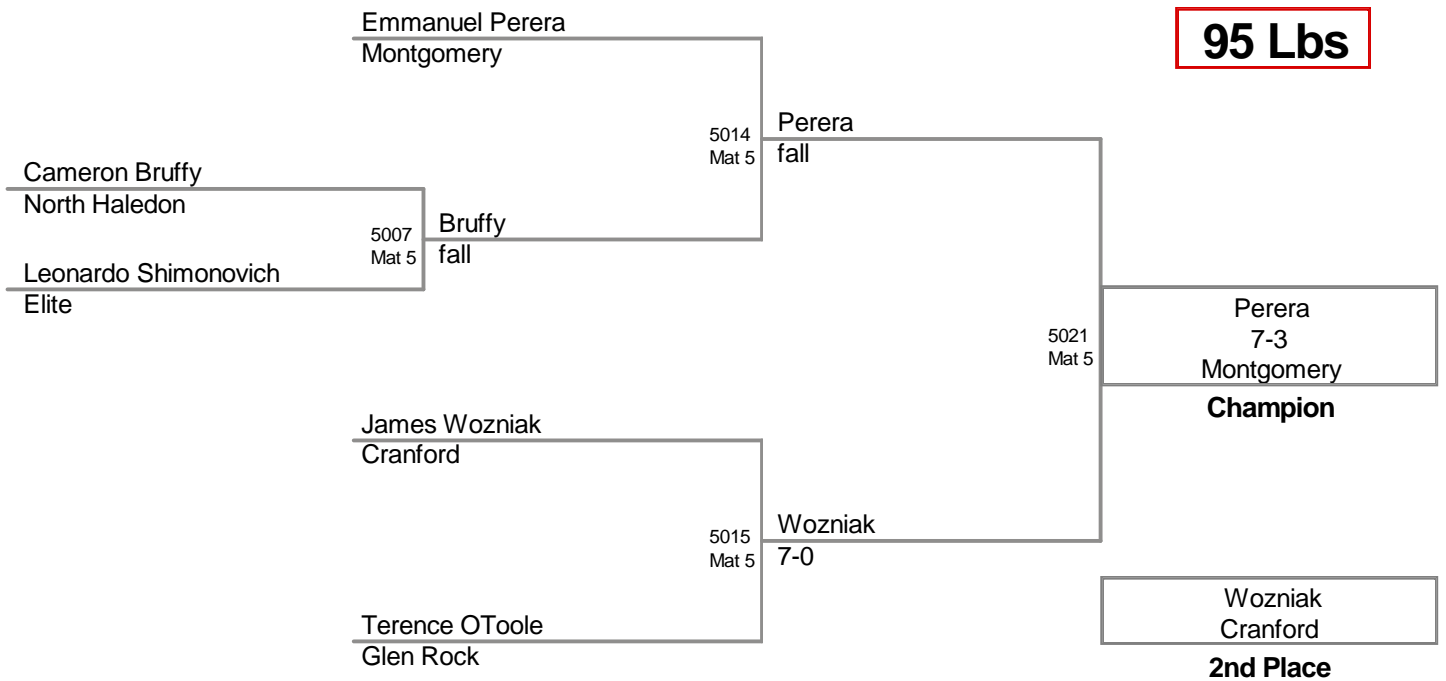 95 Lbs
Emmanuel Perera
Montgomery
5014
Mat 5
Perera
fall
Cameron Bruffy
North Haledon
5007
Mat 5
Bruffy
fall
Leonardo Shimonovich
Elite
5021
Mat 5
Perera
7-3
Montgomery
Champion
James Wozniak
Cranford
5015
Mat 5
Wozniak
7-0
Terence OToole
Glen Rock
Wozniak
Cranford
2nd Place